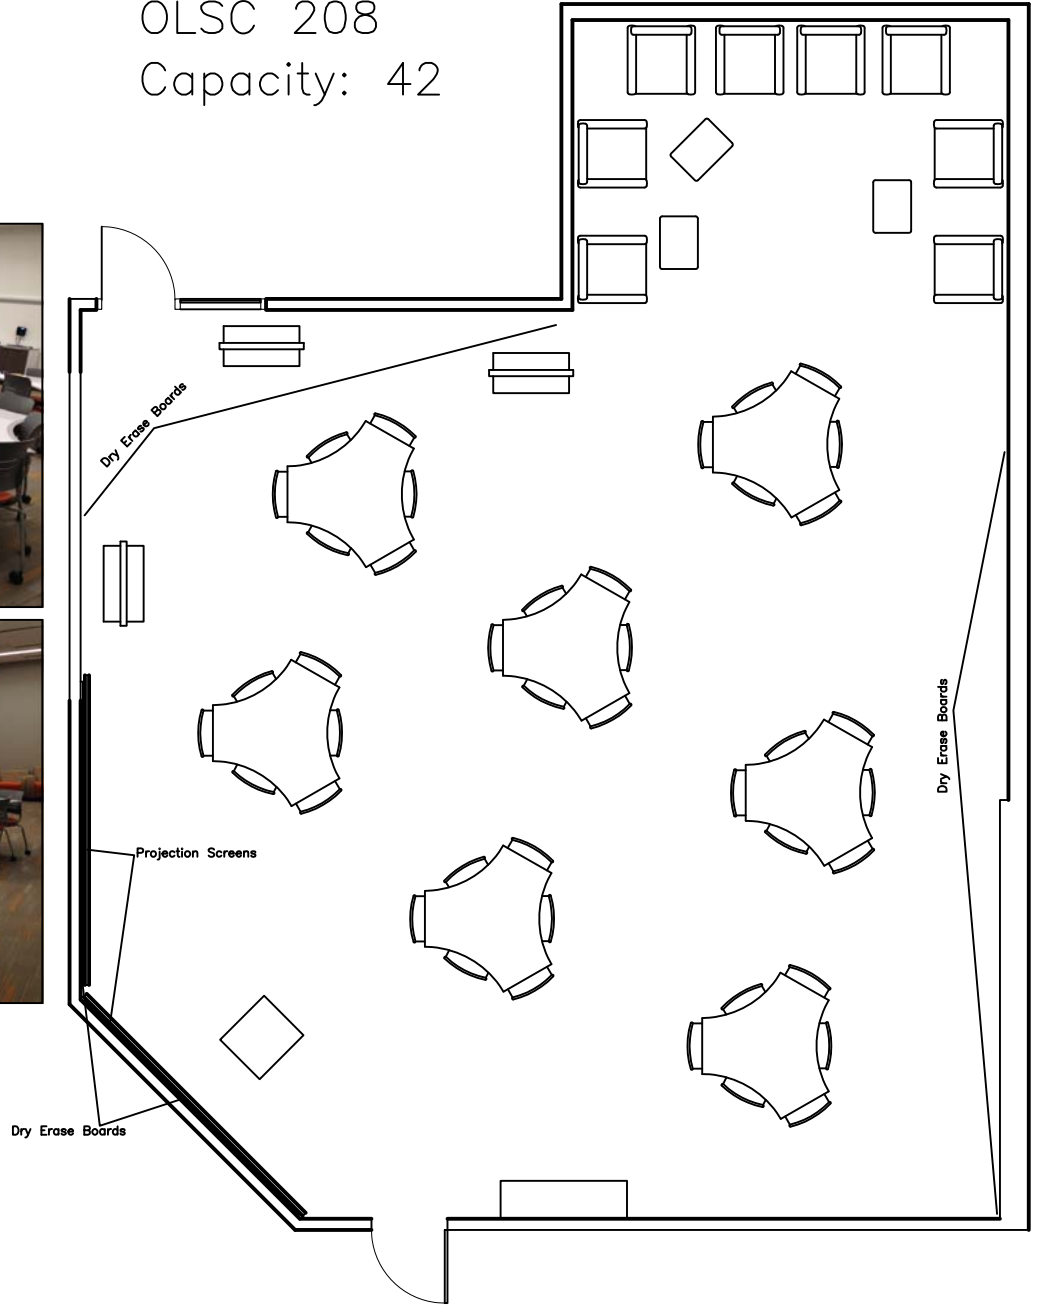 OLSC 208
Capacity: 42
Dry Erase Boards
Dry Erase Boards
Projection Screens
Dry Erase Boards